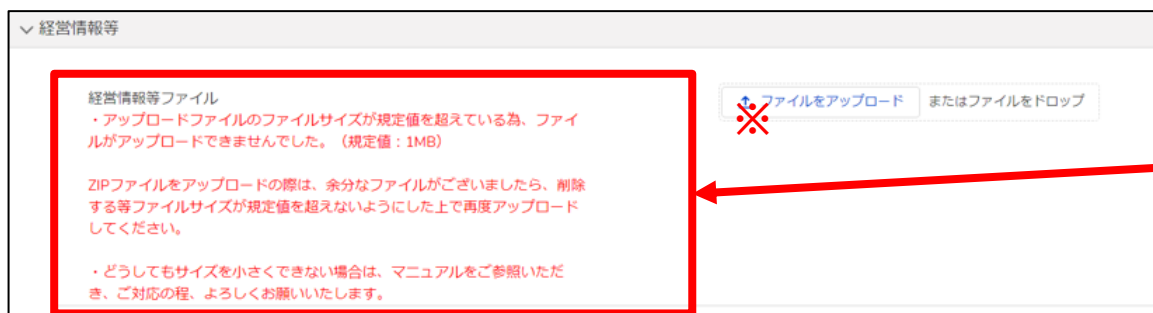 経営情報等
経営情報等ファイル
・アップロードファイルのファイルサイズが規定値を超えている為、ファイ
ルがアップロードできませんでした。（規定値：1MB）
ZIPファイルをアップロードの際は、余分なファイルがございましたら、削除
する等ファイルサイズが規定値を超えないようにした上で再度アップロード
してください。
・どうしてもサイズを小さくできない場合は、マニュアルをご参照いただ
き、ご対応の程、よろしくお願いいたします。
ファイルをアップロード またはファイルをドロップ
※